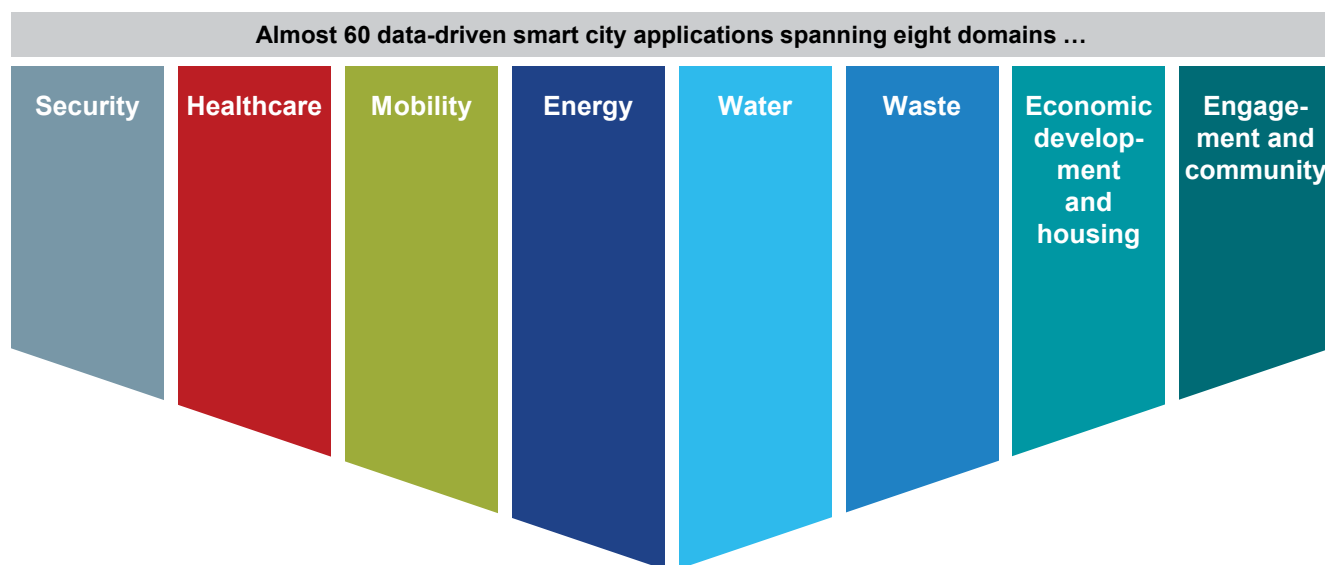 Almost 60 data-driven smart city applications spanning eight domains …
Security
Healthcare
Mobility
Energy
Water
Waste
Economic
develop-
ment
and
housing
Engage-
ment and
community